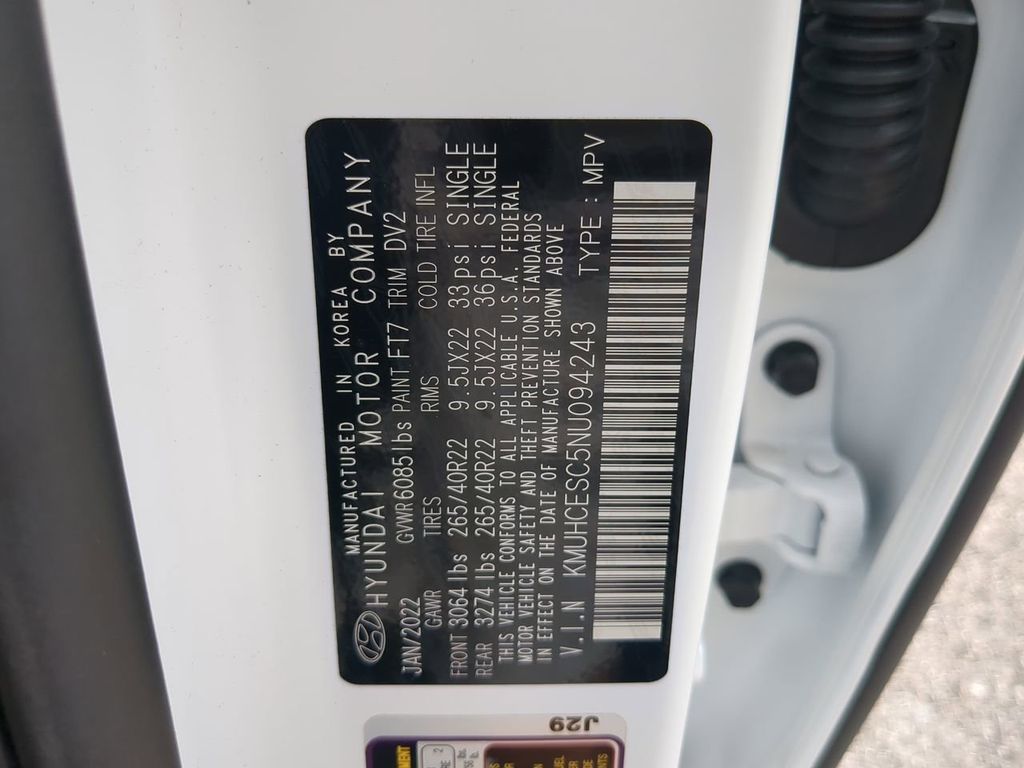 MANUFACTURED IN KOREA BY
HYUNDAI MOTOR COMPANY
JAN/2022 GVWR6085lbs PAINT FT7 TRIM DV2
GAWR TIRES RIMS COLD TIRE INFL
FRONT 3064lbs 265/40R22 9.5JX22 33psi SINGLE
REAR 3274lbs 265/40R22 9.5JX22 36psi SINGLE
THIS VEHICLE CONFORMS TO ALL APPLICABLE U.S.A. FEDERAL
MOTOR VEHICLE SAFETY AND THEFT PREVENTION STANDARDS
IN EFFECT ON THE DATE OF MANUFACTURE SHOWN ABOVE
V.I.N KMUHCESC5NU094243 TYPE : MPV
J29